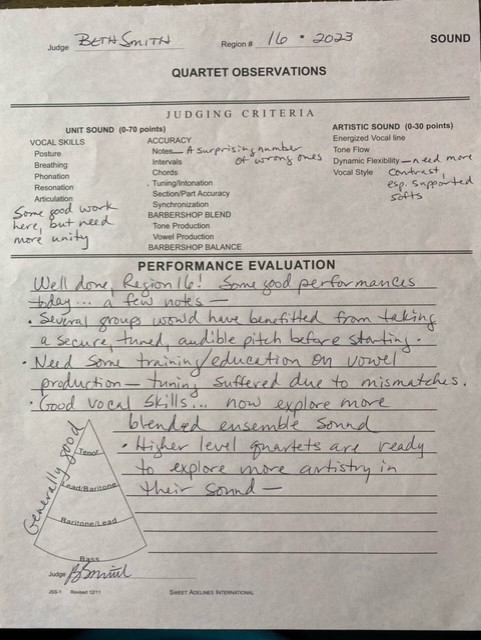 Judge BETH SMITH Region # 16 • 2023 SOUND
QUARTET OBSERVATIONS
JUDGING CRITERIA
UNIT SOUND (0-70 points)
VOCAL SKILLS
Posture
Breathing
Phonation
Resonation
Articulation
Some good work
here, but need
more unity
ACCURACY
Notes — A surprising number
of wrong ones
Intervals
Chords
Tuning/Intonation
Section/Part Accuracy
Synchronization
BARBERSHOP BLEND
Tone Production
Vowel Production
BARBERSHOP BALANCE
ARTISTIC SOUND (0-30 points)
Energized Vocal line
Tone Flow
Dynamic Flexibility — need more
Vocal Style contrast,
esp. supported
softs
PERFORMANCE EVALUATION
Well done, Region 16! Some good performances
today... a few notes —
• Several groups would have benefitted from taking
a secure, tuned, audible pitch before starting.
• Need some training/education on vowel
production — tuning suffered due to mismatches.
• Good vocal skills... now explore more
blended ensemble sound
• Higher level quartets are ready
to explore more artistry in
their sound —
Generally good
Tenor
Lead/Baritone
Baritone/Lead
Bass
Judge BSmith
JSS-1 Revised 12/11 SWEET ADELINES INTERNATIONAL